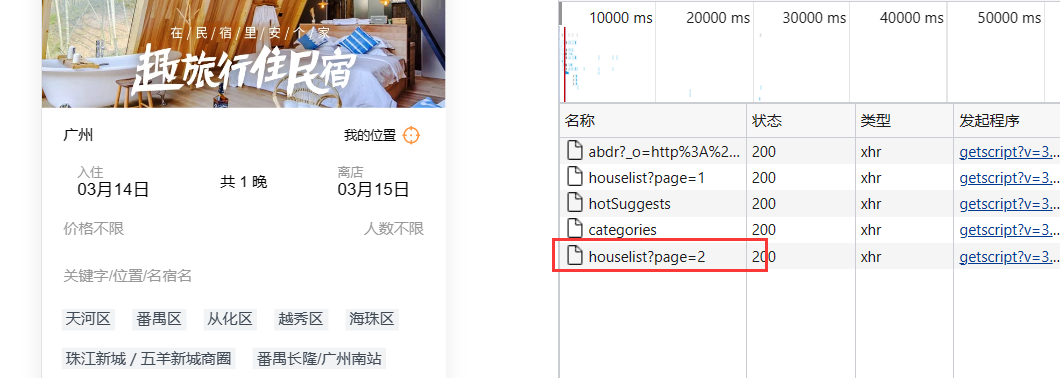 在民宿里安个家
趣旅行住民宿
广州
我的位置
入住
离店
03月14日
共 1 晚
03月15日
价格不限
人数不限
关键字/位置/名宿名
天河区 番禺区 从化区 越秀区 海珠区
珠江新城 / 五羊新城商圈 番禺长隆/广州南站
10000 ms 20000 ms 30000 ms 40000 ms 50000 ms
名称 状态 类型 发起程序
abdr?_o=http%3A%2... 200 xhr getscript?v=3...
houselist?page=1 200 xhr getscript?v=3...
hotSuggests 200 xhr getscript?v=3...
categories 200 xhr getscript?v=3...
houselist?page=2 200 xhr getscript?v=3...